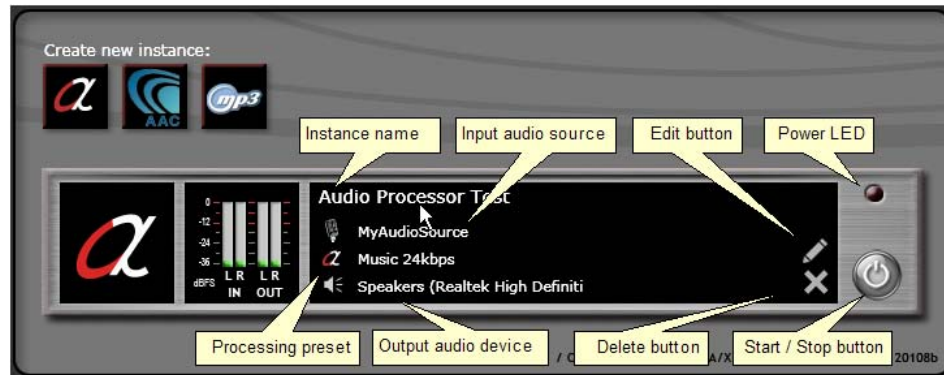 Create new instance:
α
AAC
mp3
Instance name
Input audio source
Edit button
Power LED
Audio Processor Test
MyAudioSource
α Music 24kbps
Speakers (Realtek High Definiti
α
0
-12
-24
-36
dBFS
L R L R
IN OUT
Processing preset
Output audio device
Delete button
Start / Stop button
20108b